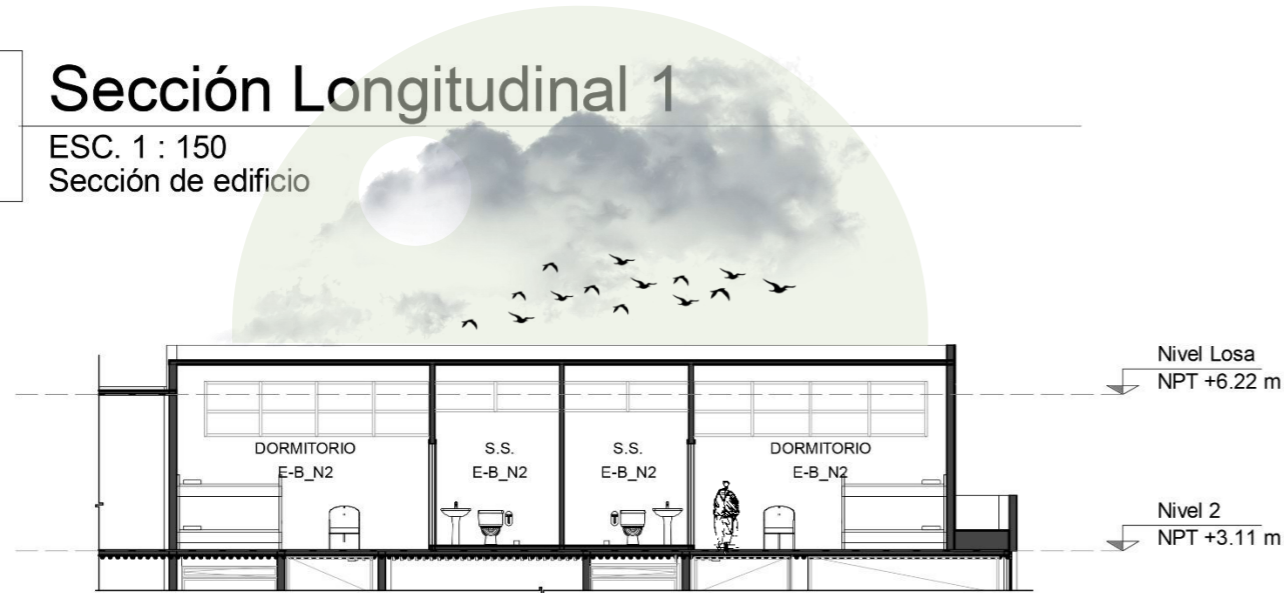 Sección Longitudinal 1
ESC. 1 : 150
Sección de edificio
Nivel Losa
NPT +6.22 m
DORMITORIO
E-B_N2
S.S.
E-B_N2
S.S.
E-B_N2
DORMITORIO
E-B_N2
Nivel 2
NPT +3.11 m